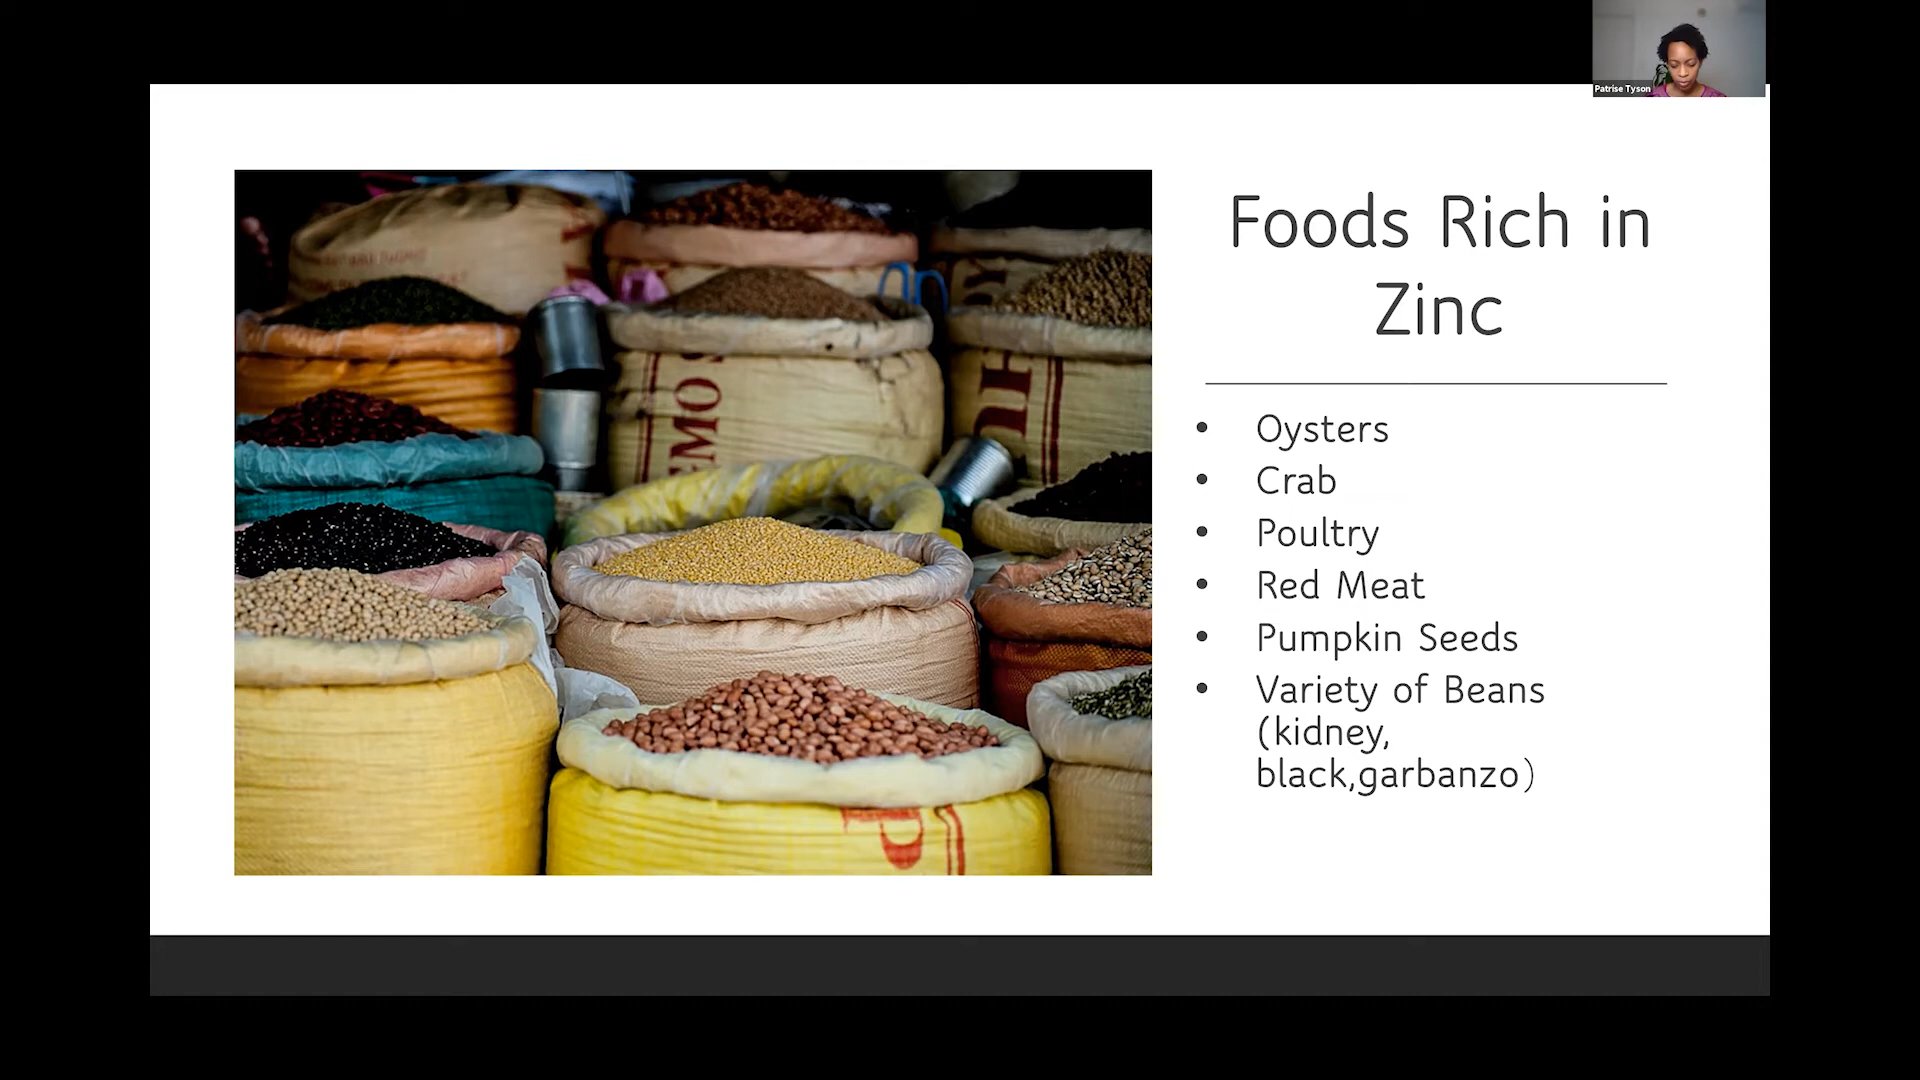 Patrise Tyson
Foods Rich in
Zinc
• Oysters
• Crab
• Poultry
• Red Meat
• Pumpkin Seeds
• Variety of Beans
(kidney,
black,garbanzo)